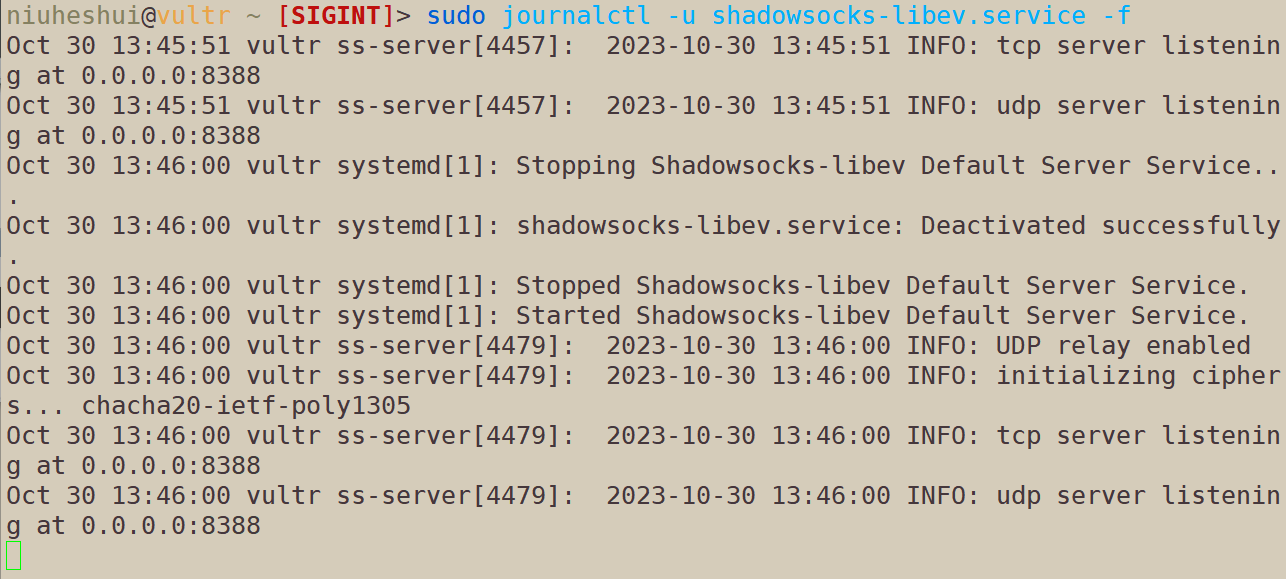 niuheshui@vultr ~ [SIGINT]> sudo journalctl -u shadowsocks-libev.service -f
Oct 30 13:45:51 vultr ss-server[4457]:  2023-10-30 13:45:51 INFO: tcp server listenin
g at 0.0.0.0:8388
Oct 30 13:45:51 vultr ss-server[4457]:  2023-10-30 13:45:51 INFO: udp server listenin
g at 0.0.0.0:8388
Oct 30 13:46:00 vultr systemd[1]: Stopping Shadowsocks-libev Default Server Service..
.
Oct 30 13:46:00 vultr systemd[1]: shadowsocks-libev.service: Deactivated successfully
.
Oct 30 13:46:00 vultr systemd[1]: Stopped Shadowsocks-libev Default Server Service.
Oct 30 13:46:00 vultr systemd[1]: Started Shadowsocks-libev Default Server Service.
Oct 30 13:46:00 vultr ss-server[4479]:  2023-10-30 13:46:00 INFO: UDP relay enabled
Oct 30 13:46:00 vultr ss-server[4479]:  2023-10-30 13:46:00 INFO: initializing cipher
s... chacha20-ietf-poly1305
Oct 30 13:46:00 vultr ss-server[4479]:  2023-10-30 13:46:00 INFO: tcp server listenin
g at 0.0.0.0:8388
Oct 30 13:46:00 vultr ss-server[4479]:  2023-10-30 13:46:00 INFO: udp server listenin
g at 0.0.0.0:8388